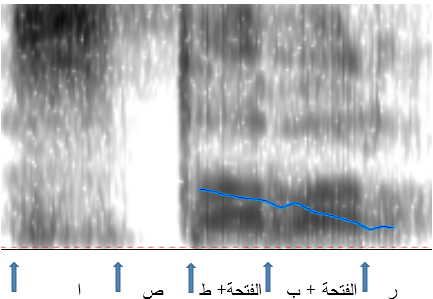 ر الفتحة + ب الفتحة+ ط ص ا